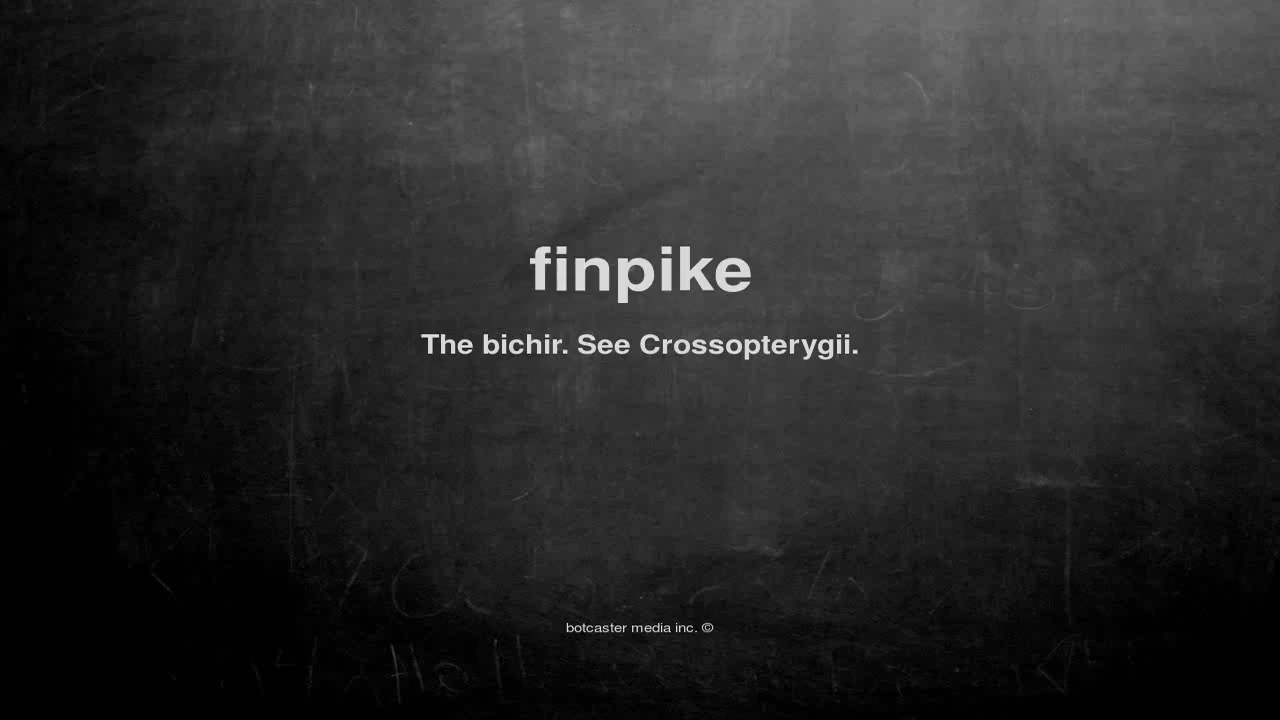 finpike
The bichir. See Crossopterygii.
botcaster media inc. ©